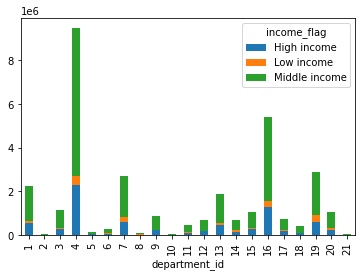 1e6
income_flag
High income
Low income
Middle income
8
6
4
2
0
1 2 3 4 5 6 7 8 9 10 11 12 13 14 15 16 17 18 19 20 21
department_id